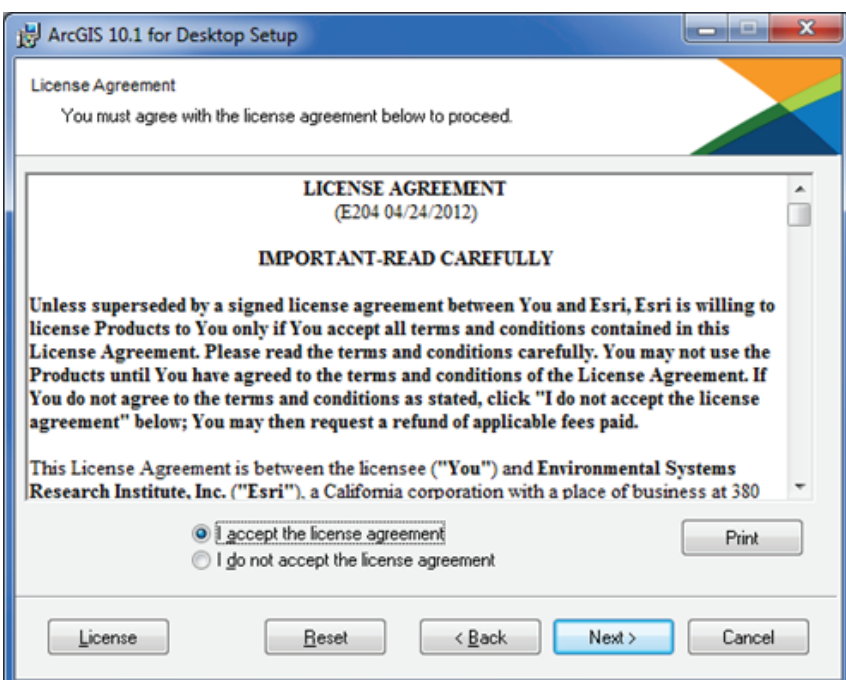 ArcGIS 10.1 for Desktop Setup
License Agreement
You must agree with the license agreement below to proceed.
LICENSE AGREEMENT
(E204 04/24/2012)
IMPORTANT-READ CAREFULLY
Unless superseded by a signed license agreement between You and Esri, Esri is willing to
license Products to You only if You accept all terms and conditions contained in this
License Agreement. Please read the terms and conditions carefully. You may not use the
Products until You have agreed to the terms and conditions of the License Agreement. If
You do not agree to the terms and conditions as stated, click "I do not accept the license
agreement" below; You may then request a refund of applicable fees paid.
This License Agreement is between the licensee ("You") and Environmental Systems
Research Institute, Inc. ("Esri"), a California corporation with a place of business at 380
I accept the license agreement
Print
I do not accept the license agreement
License Reset < Back Next > Cancel